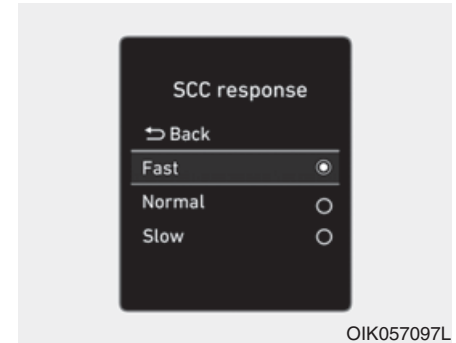 SCC response
Back
Fast
Normal
Slow
OIK057097L